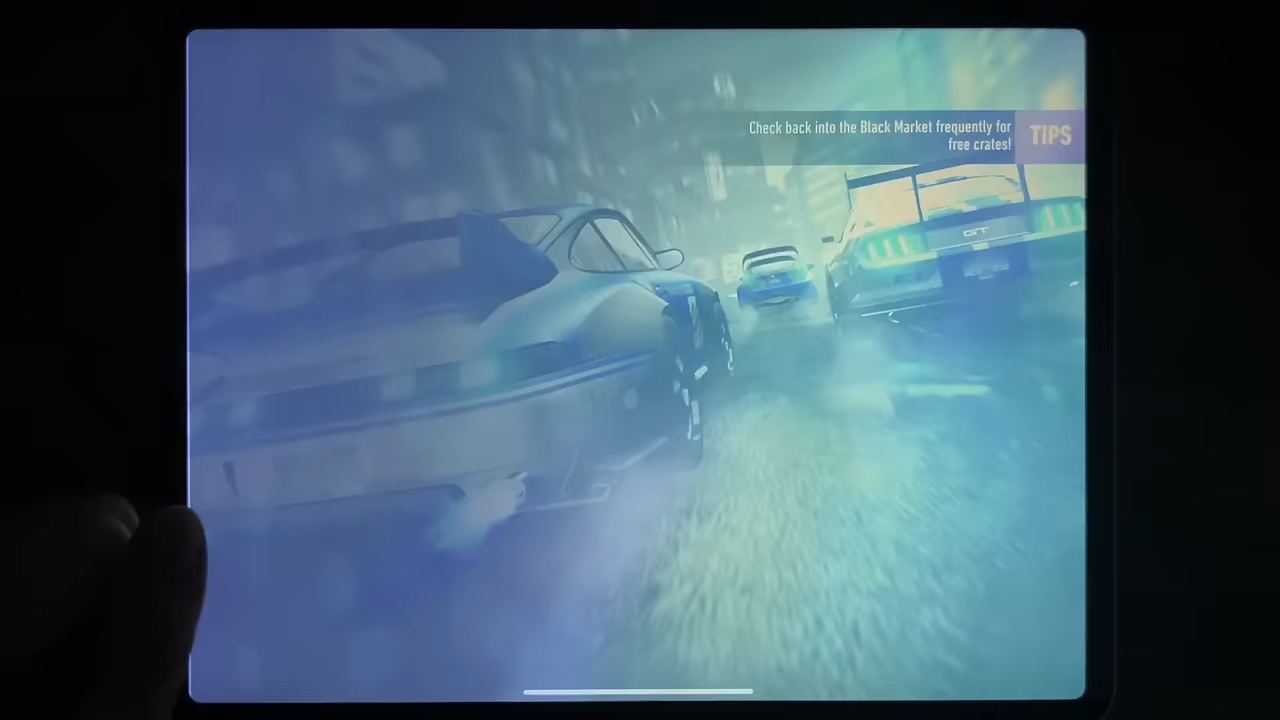 Check back into the Black Market frequently for
free crates!
TIPS
GT